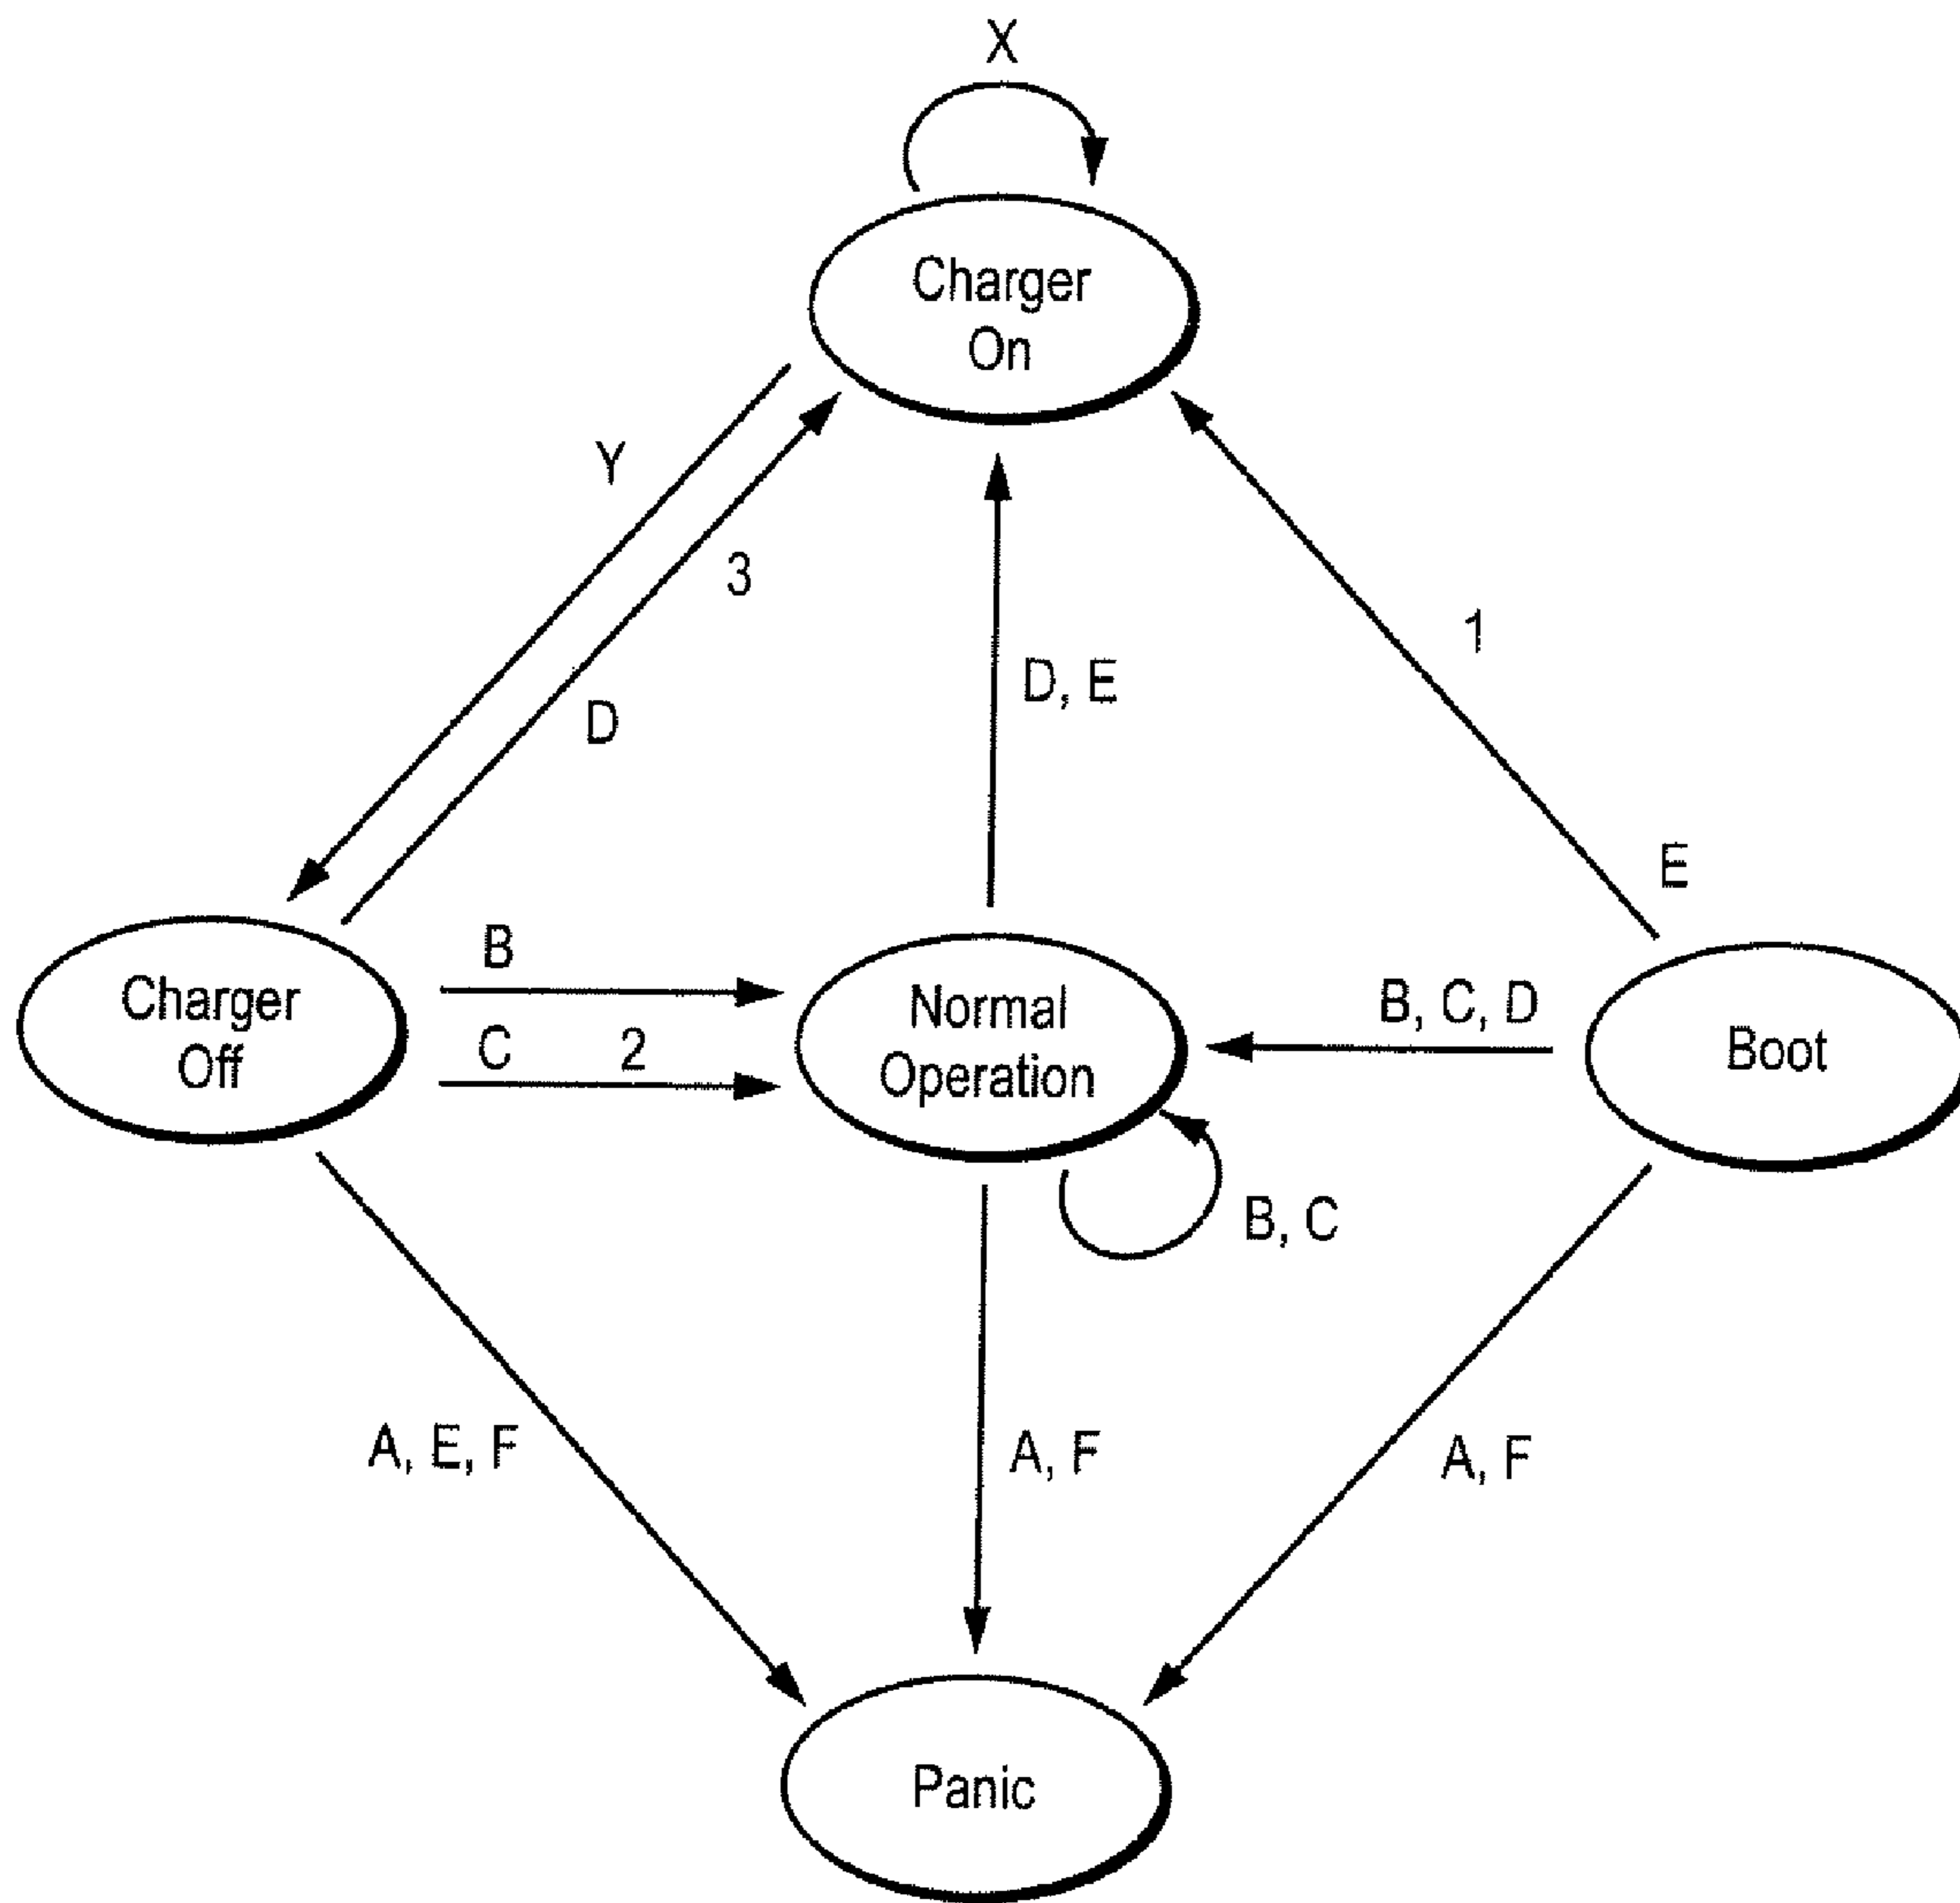 X
Charger
On
Y
3
1
D, E
D
E
B
B, C, D
Charger
Off
Normal
Operation
Boot
C 2
B, C
A, E, F
A, F
A, F
Panic